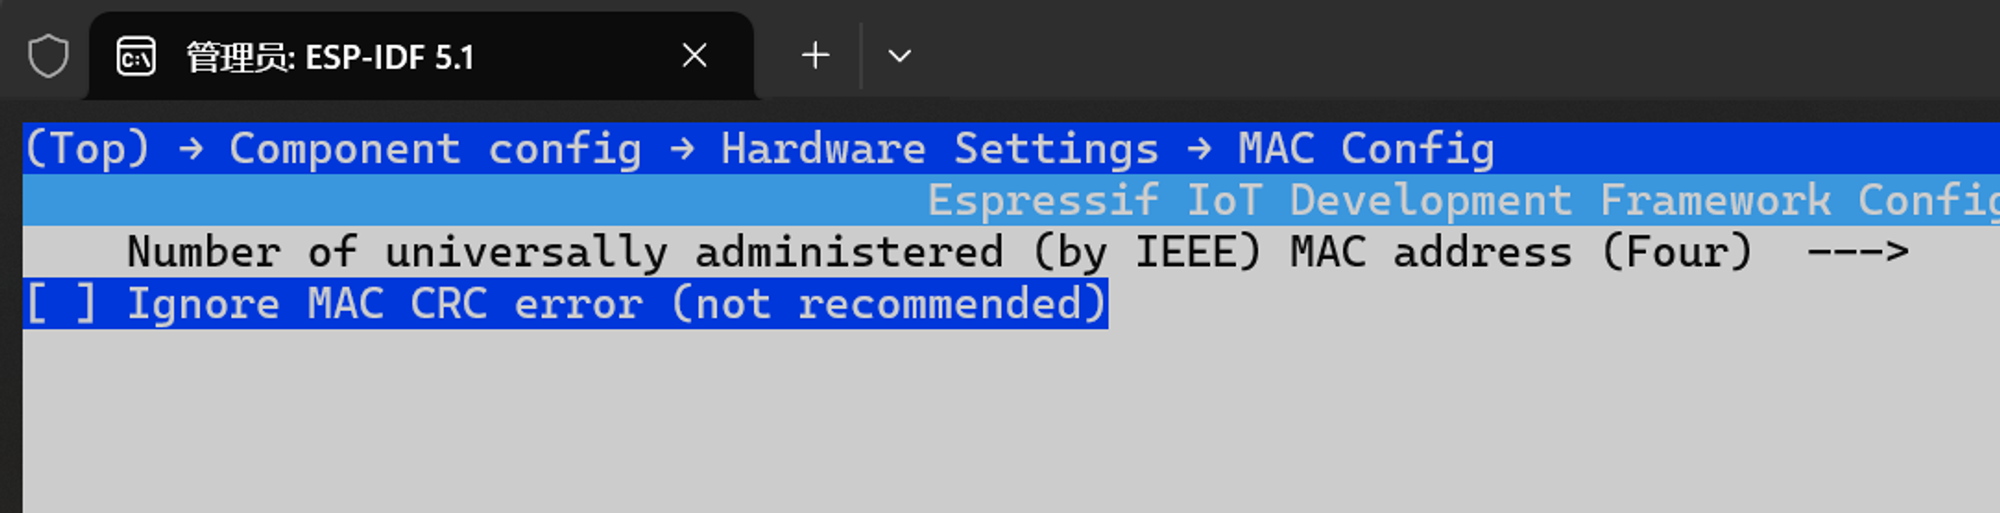 C:\ 管理员: ESP-IDF 5.1
(Top) → Component config → Hardware Settings → MAC Config
Espressif IoT Development Framework Config
Number of universally administered (by IEEE) MAC address (Four) --->
[ ] Ignore MAC CRC error (not recommended)